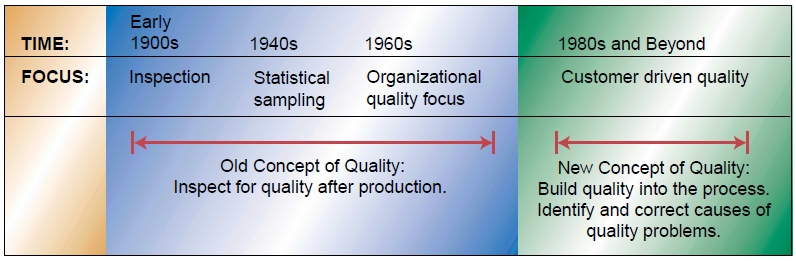 TIME:
Early
1900s
1940s
1960s
1980s and Beyond
FOCUS:
Inspection
Statistical
sampling
Organizational
quality focus
Customer driven quality
Old Concept of Quality:
Inspect for quality after production.
New Concept of Quality:
Build quality into the process.
Identify and correct causes of
quality problems.